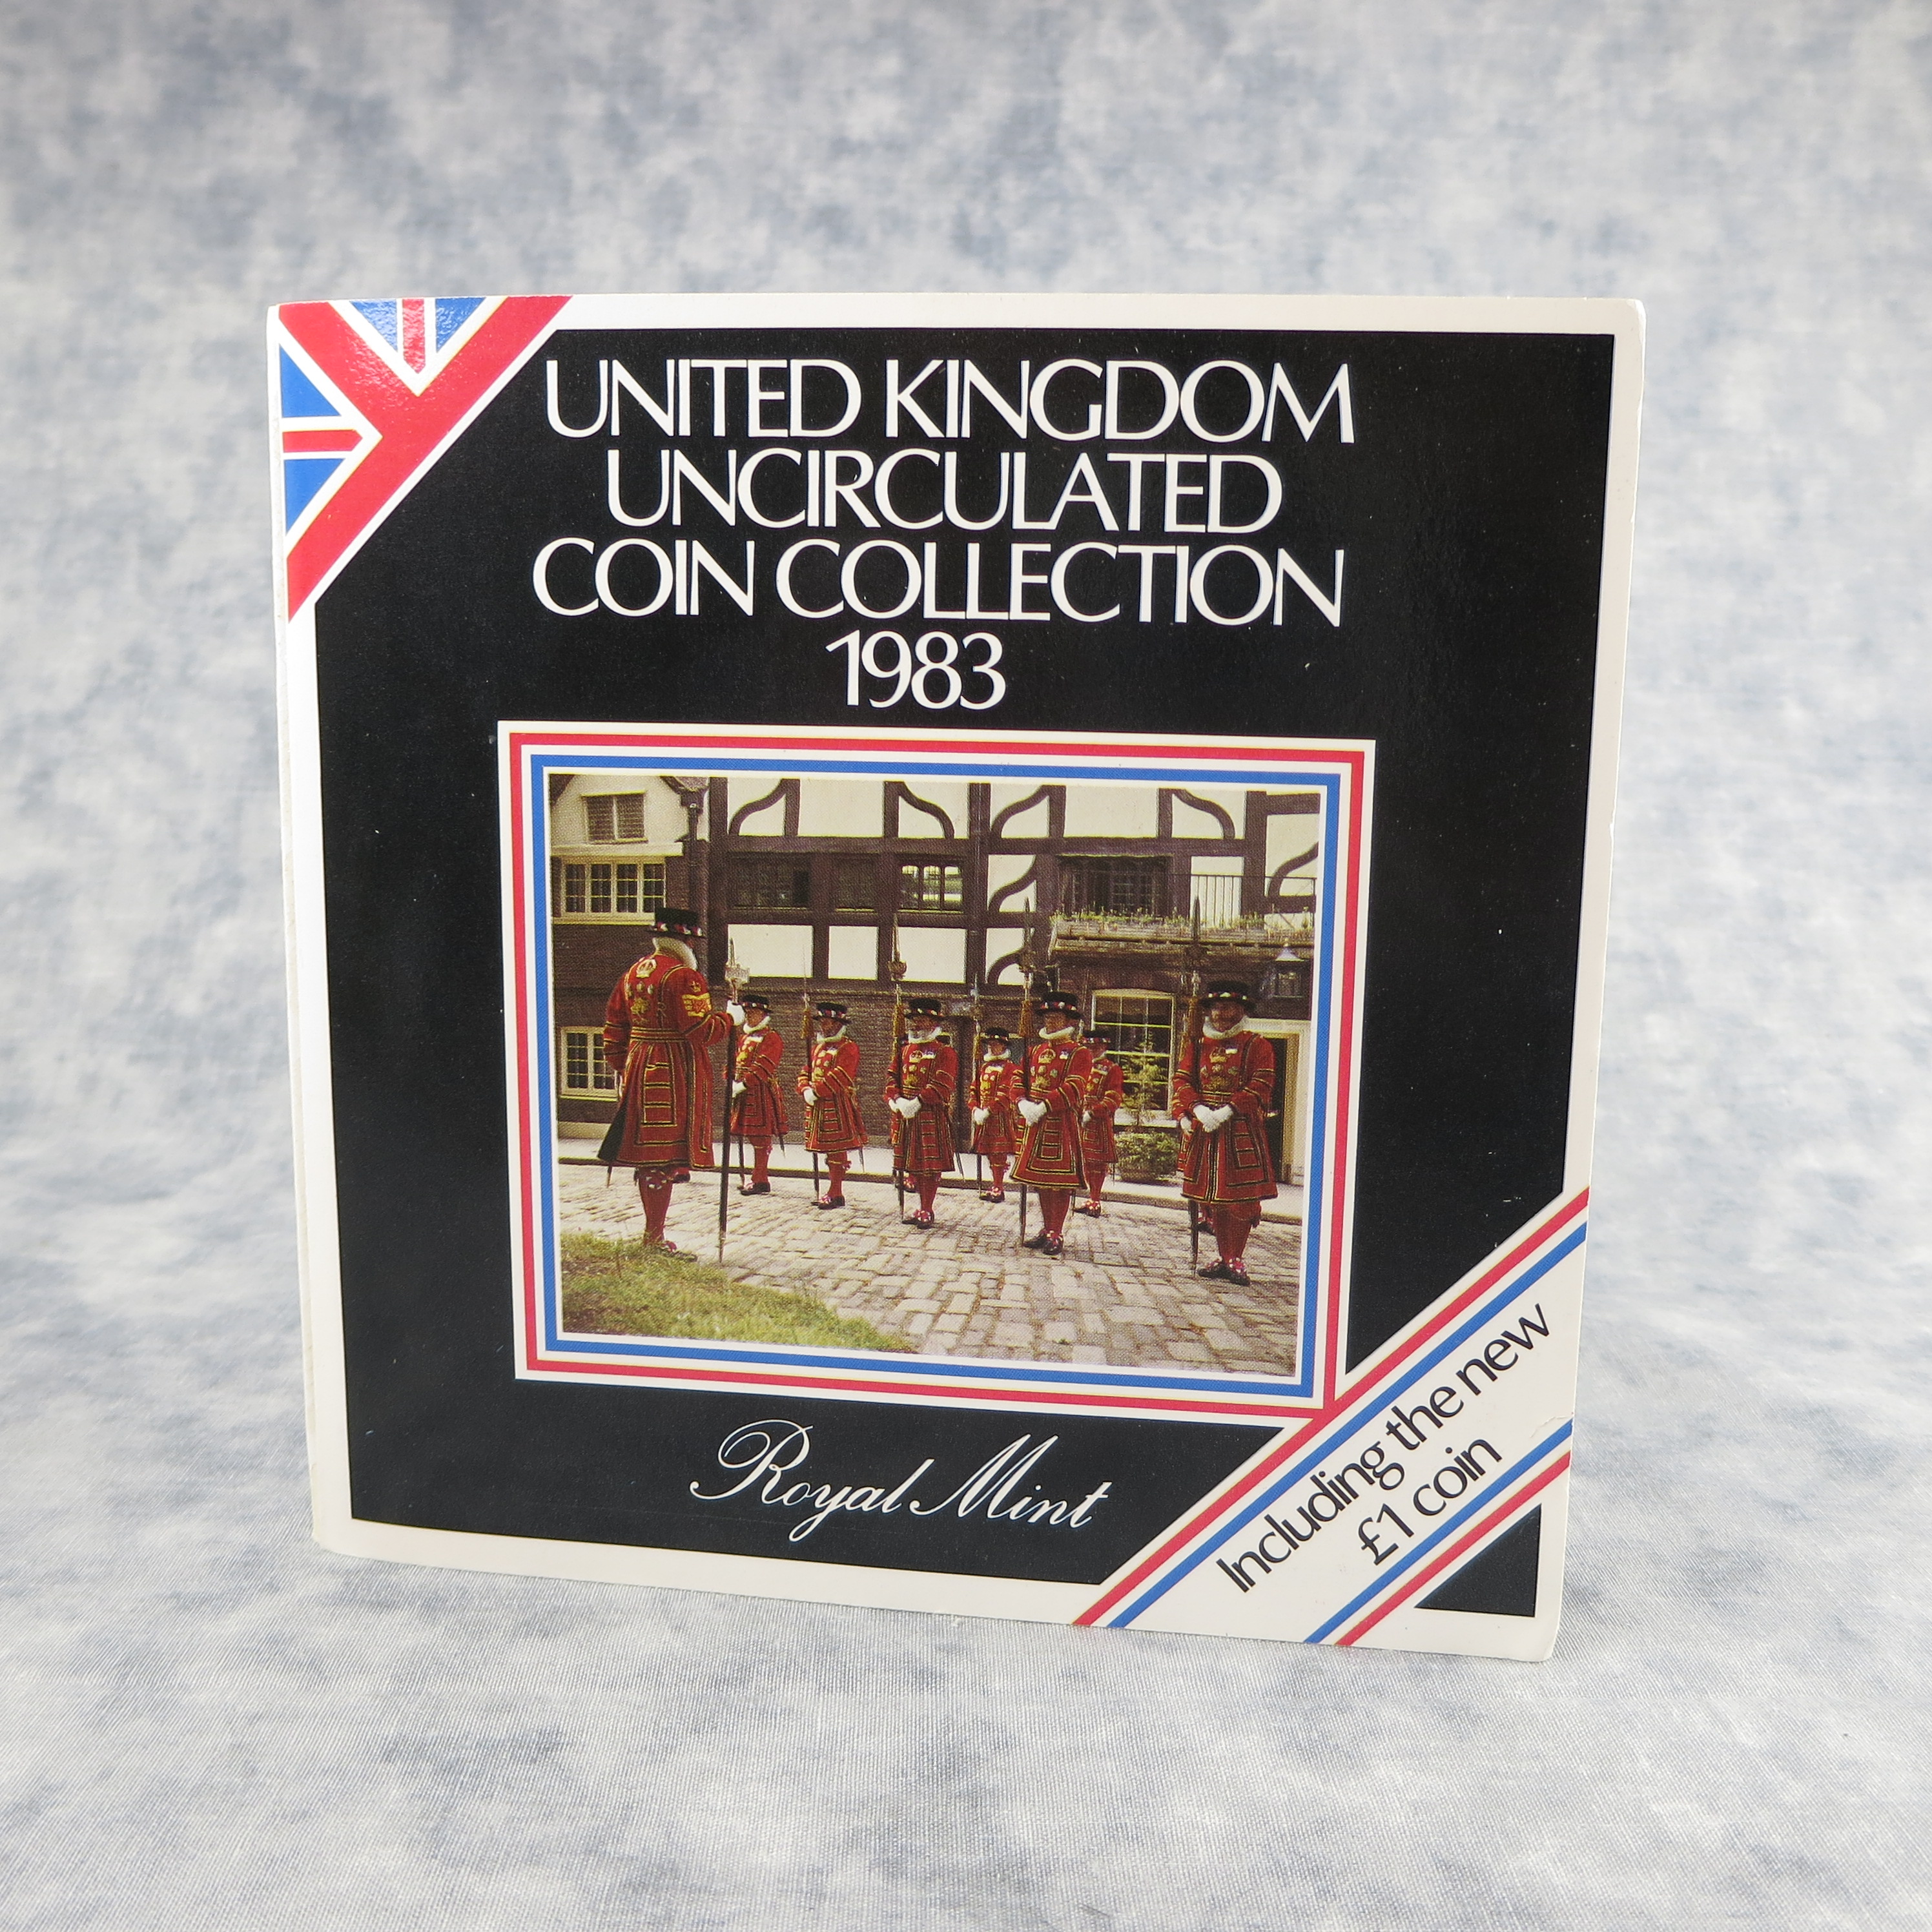 UNITED KINGDOM
UNCIRCULATED
COIN COLLECTION
1983
Royal Mint
Including the new
£1 coin